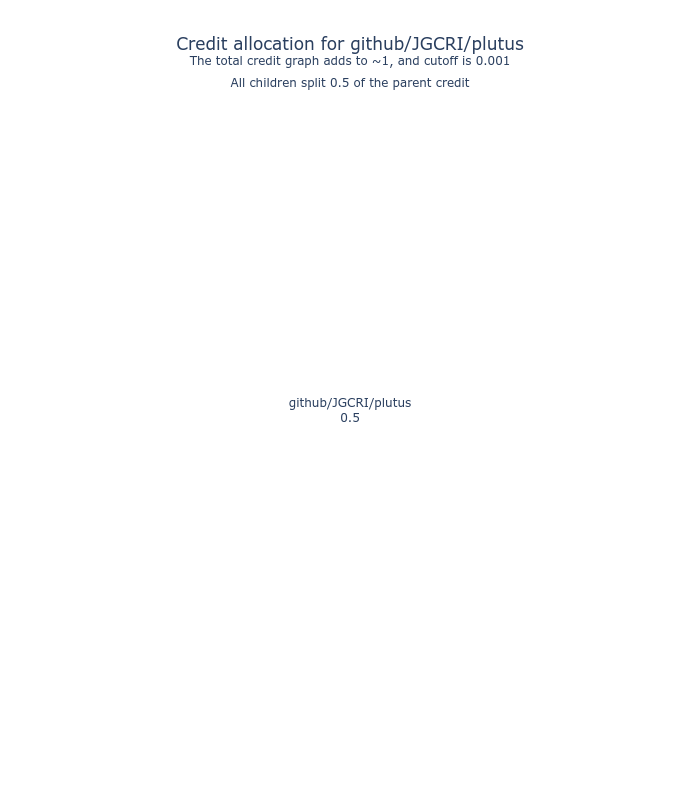 Credit allocation for github/JGCRI/plutus
The total credit graph adds to ~1, and cutoff is 0.001
All children split 0.5 of the parent credit
github/JGCRI/plutus
0.5